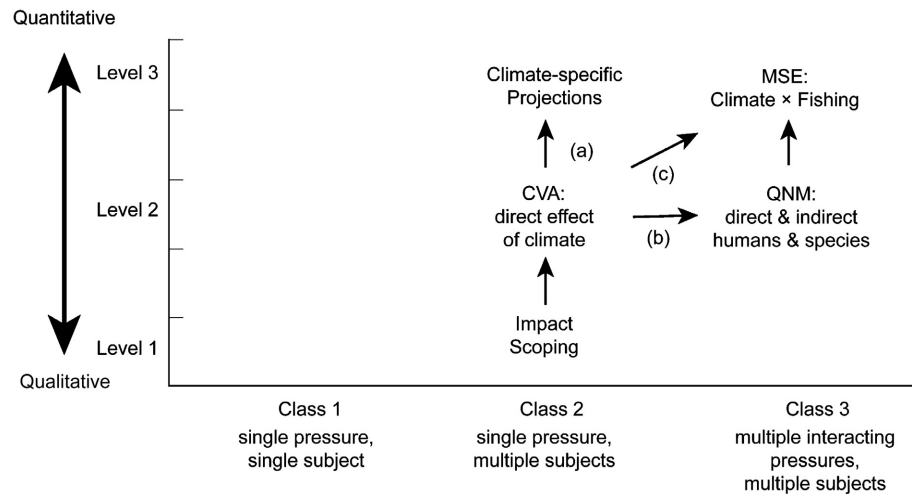 Quantitative
Level 3
Level 2
Level 1
Qualitative
Climate-specific
Projections
MSE:
Climate × Fishing
(a)
(c)
CVA:
direct effect
of climate
(b)
QNM:
direct & indirect
humans & species
Impact
Scoping
Class 1
single pressure,
single subject
Class 2
single pressure,
multiple subjects
Class 3
multiple interacting
pressures,
multiple subjects